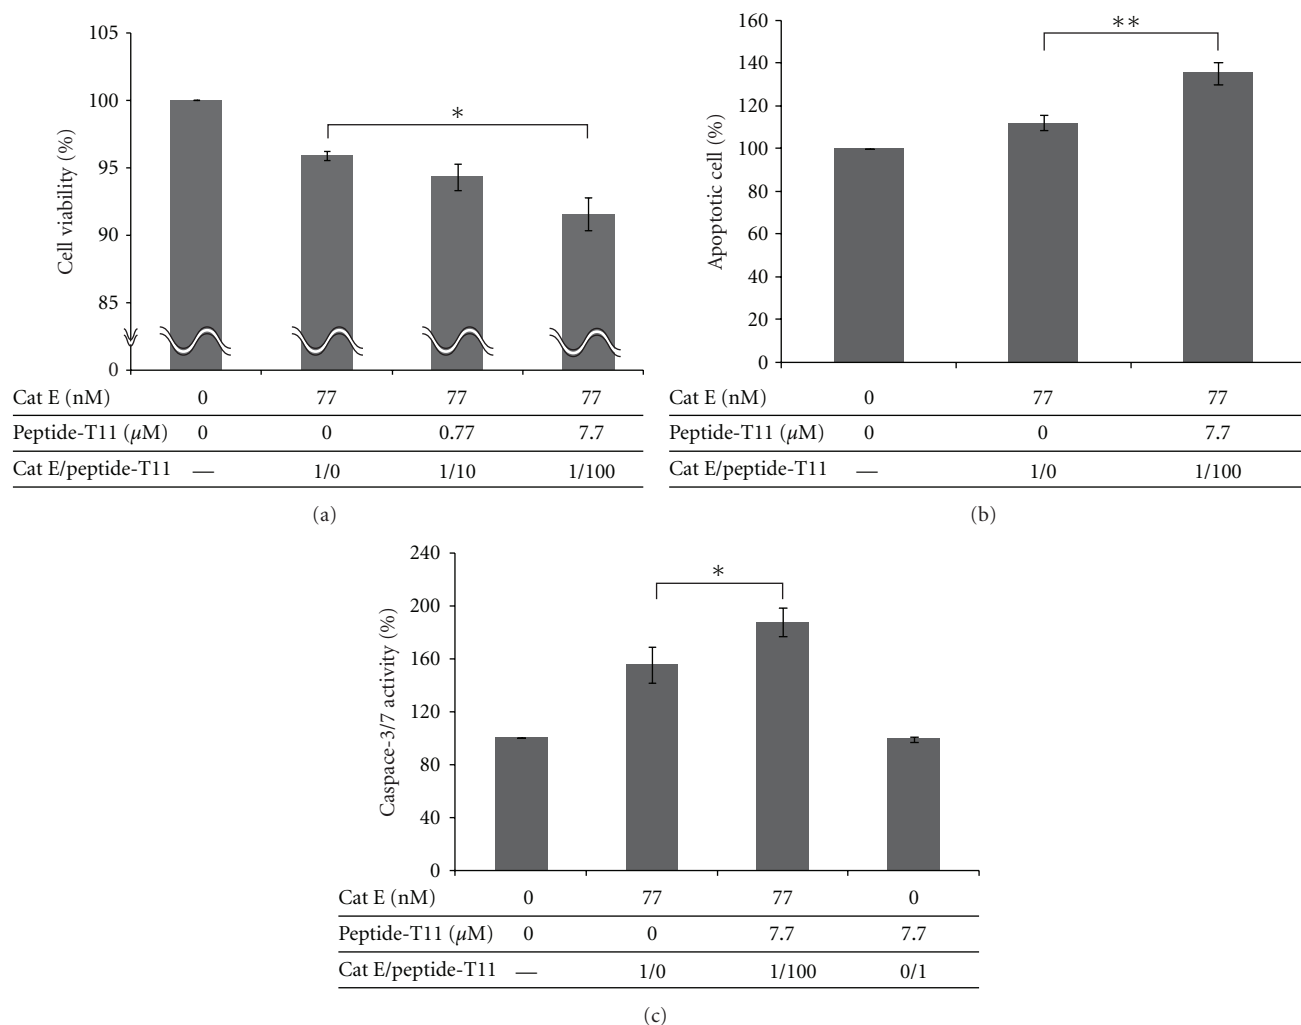 105
100
95
90
85
0
Cell viability (%)
*
Cat E (nM) 0 77 77 77
Peptide-T11 (μM) 0 0 0.77 7.7
Cat E/peptide-T11 — 1/0 1/10 1/100
(a)
160
140
120
100
80
60
40
20
0
Apoptotic cell (%)
**
Cat E (nM) 0 77 77
Peptide-T11 (μM) 0 0 7.7
Cat E/peptide-T11 — 1/0 1/100
(b)
240
200
160
120
80
40
0
Caspace-3/7 activity (%)
*
Cat E (nM) 0 77 77 0
Peptide-T11 (μM) 0 0 7.7 7.7
Cat E/peptide-T11 — 1/0 1/100 0/1
(c)